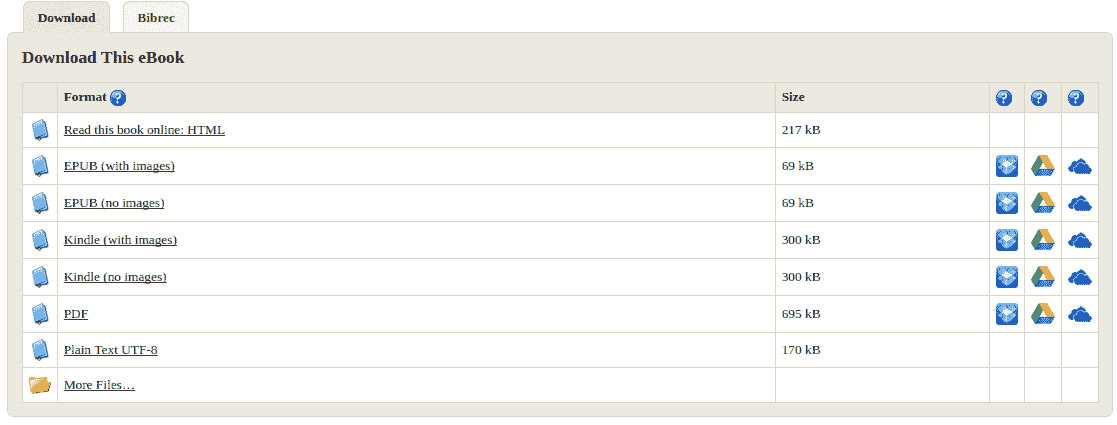 Download Bibrec
Download This eBook
Format ? Size ? ? ?
Read this book online: HTML 217 kB
EPUB (with images) 69 kB
EPUB (no images) 69 kB
Kindle (with images) 300 kB
Kindle (no images) 300 kB
PDF 695 kB
Plain Text UTF-8 170 kB
More Files…